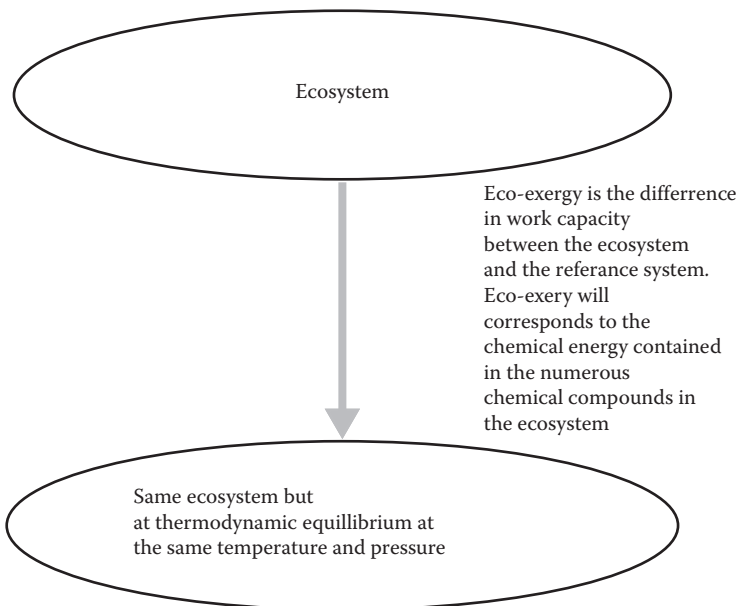 Ecosystem
Eco-exergy is the differrence
in work capacity
between the ecosystem
and the referance system.
Eco-exery will
corresponds to the
chemical energy contained
in the numerous
chemical compounds in
the ecosystem
Same ecosystem but
at thermodynamic equillibrium at
the same temperature and pressure